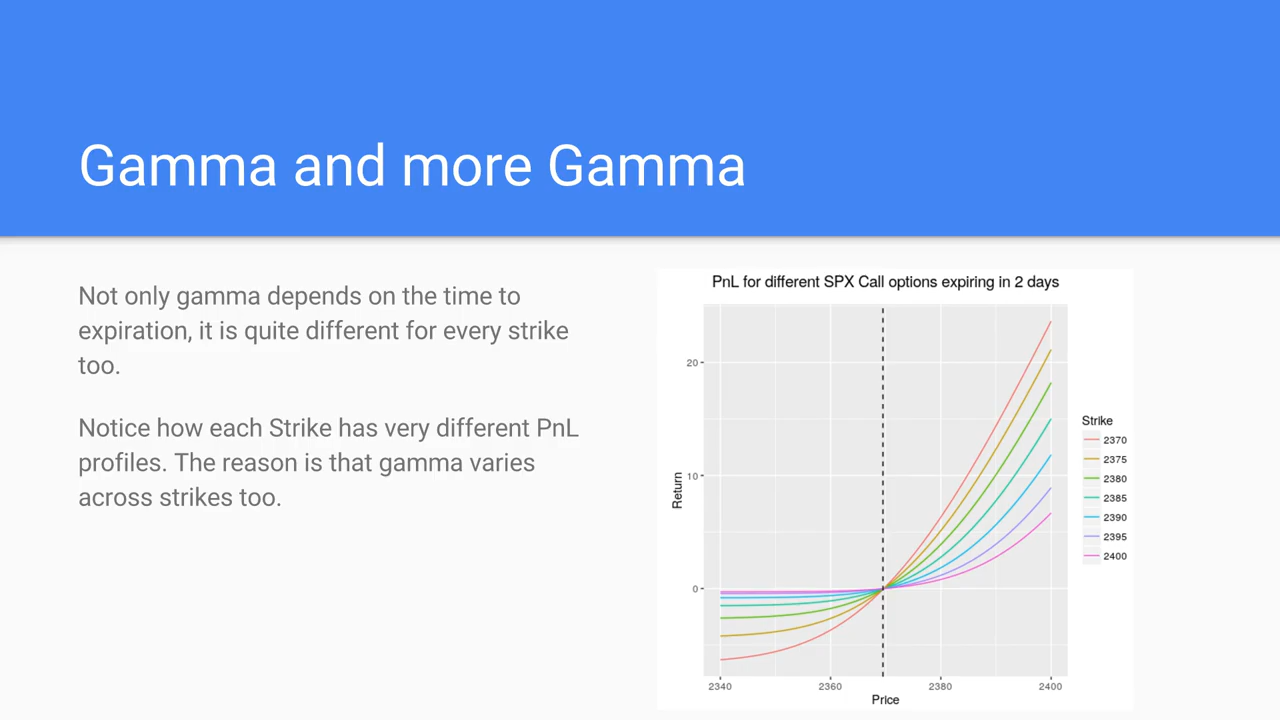 Gamma and more Gamma
Not only gamma depends on the time to
expiration, it is quite different for every strike
too.
Notice how each Strike has very different PnL
profiles. The reason is that gamma varies
across strikes too.
PnL for different SPX Call options expiring in 2 days
Return
20
10
0
2340
2360
2380
2400
Price
Strike
2370
2375
2380
2385
2390
2395
2400